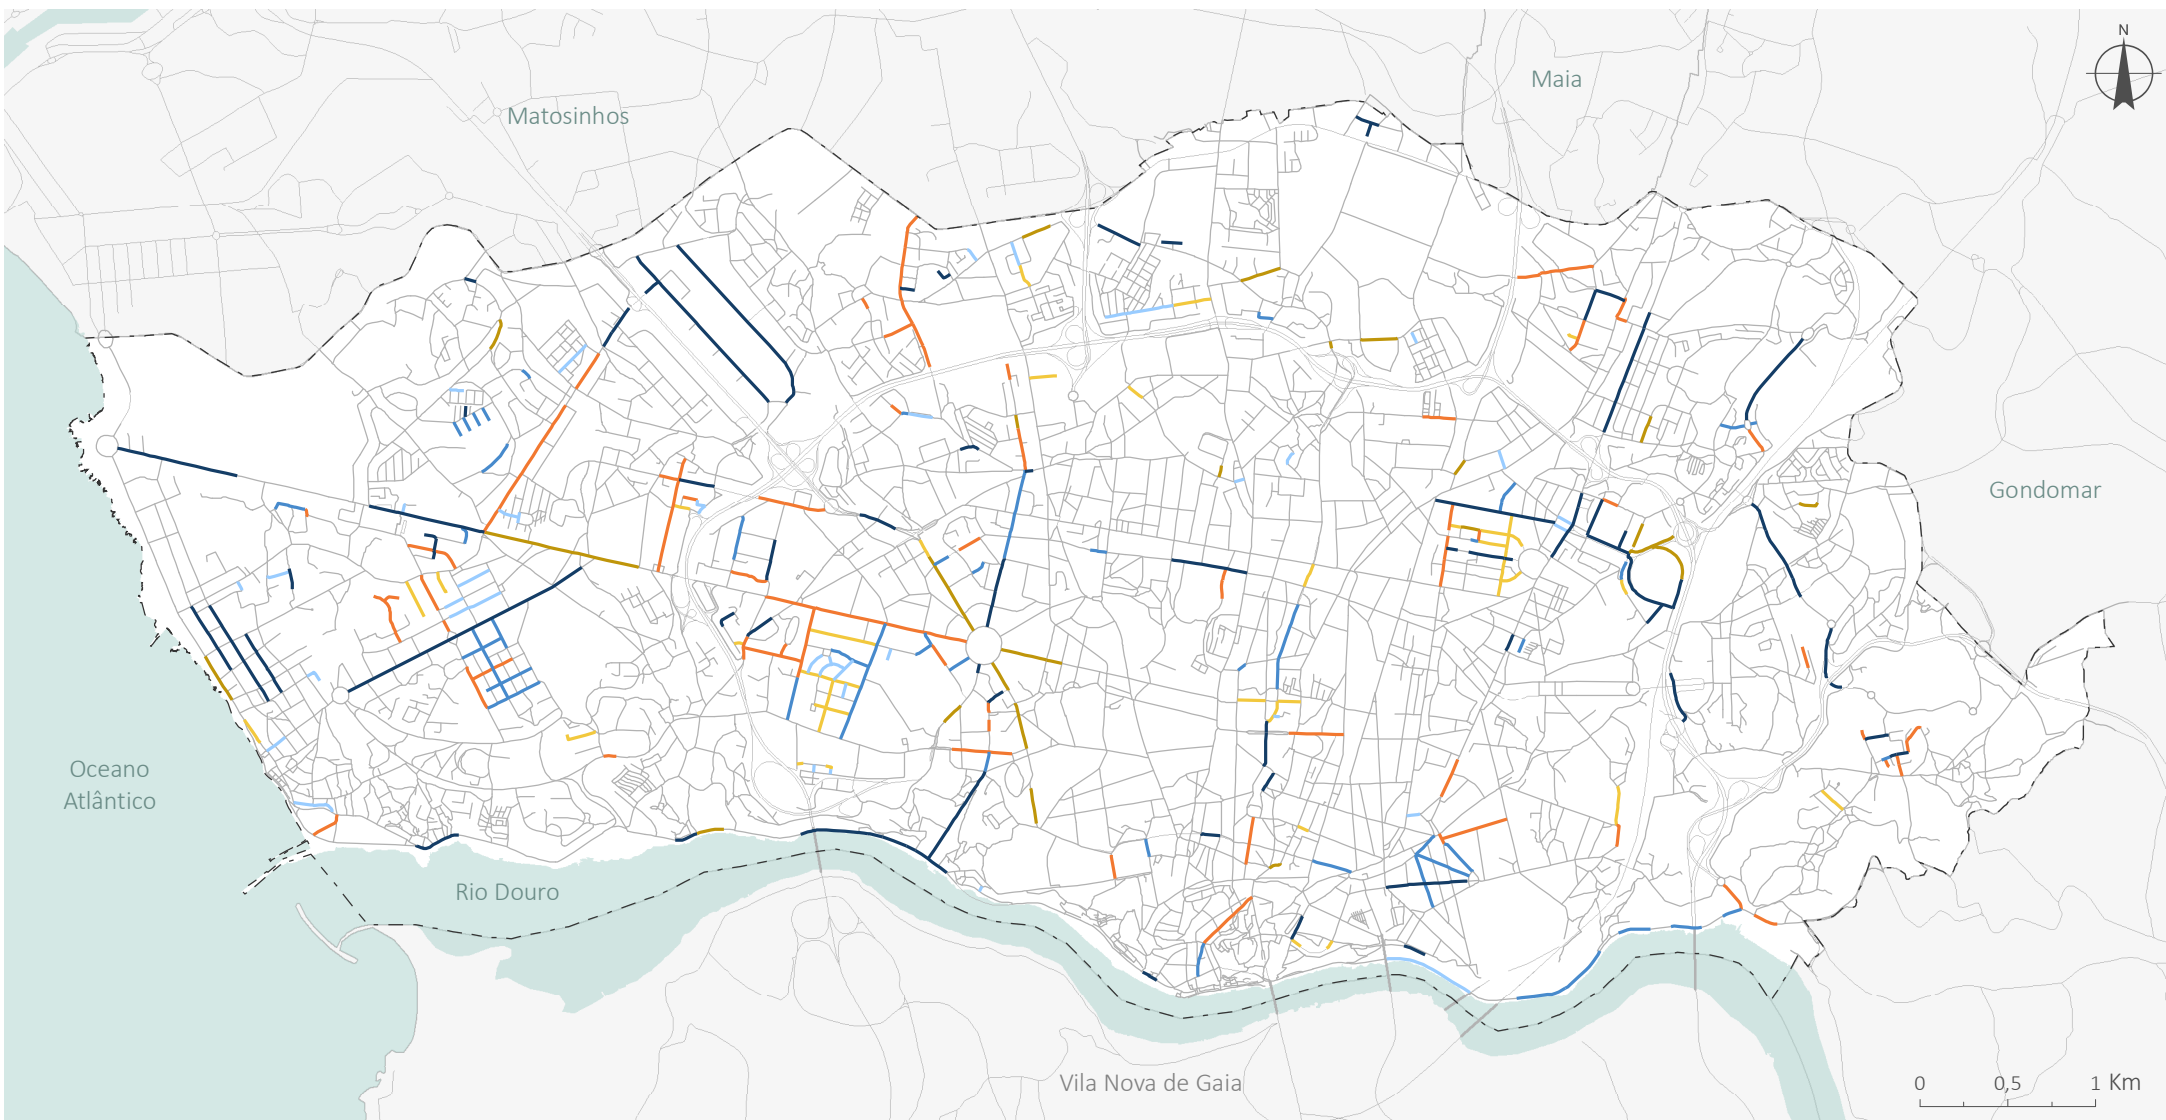 N
Maia
Matosinhos
Gondomar
Oceano
Atlântico
Rio Douro
Vila Nova de Gaia
0 0,5 1 Km